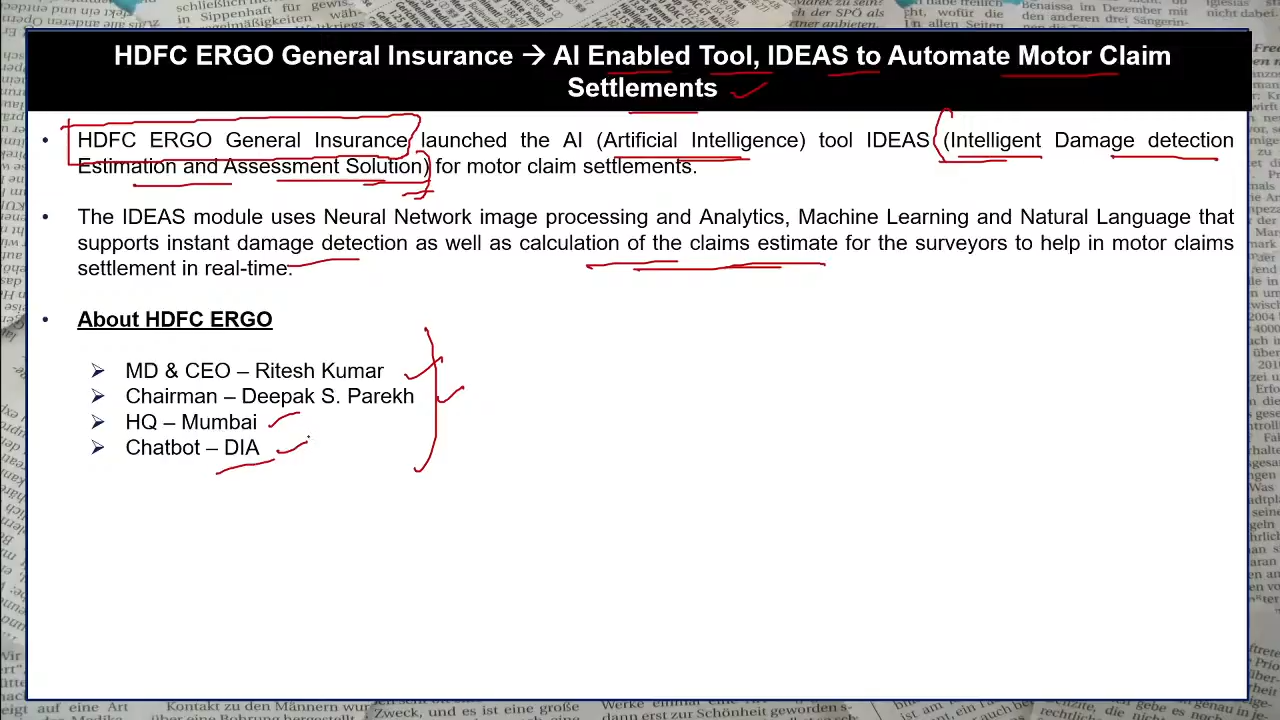 HDFC ERGO General Insurance → AI Enabled Tool, IDEAS to Automate Motor Claim
Settlements
• HDFC ERGO General Insurance launched the AI (Artificial Intelligence) tool IDEAS (Intelligent Damage detection
Estimation and Assessment Solution) for motor claim settlements.
• The IDEAS module uses Neural Network image processing and Analytics, Machine Learning and Natural Language that
supports instant damage detection as well as calculation of the claims estimate for the surveyors to help in motor claims
settlement in real-time.
• About HDFC ERGO
➢ MD & CEO – Ritesh Kumar
➢ Chairman – Deepak S. Parekh
➢ HQ – Mumbai
➢ Chatbot – DIA